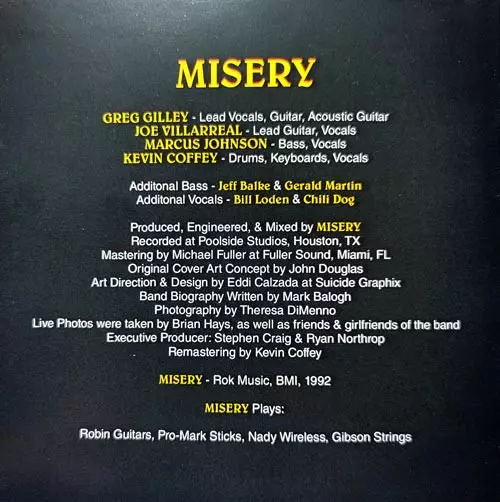 MISERY
GREG GILLEY - Lead Vocals, Guitar, Acoustic Guitar
JOE VILLARREAL - Lead Guitar, Vocals
MARCUS JOHNSON - Bass, Vocals
KEVIN COFFEY - Drums, Keyboards, Vocals
Additonal Bass - Jeff Balke & Gerald Martin
Additonal Vocals - Bill Loden & Chili Dog
Produced, Engineered, & Mixed by MISERY
Recorded at Poolside Studios, Houston, TX
Mastering by Michael Fuller at Fuller Sound, Miami, FL
Original Cover Art Concept by John Douglas
Art Direction & Design by Eddi Calzada at Suicide Graphix
Band Biography Written by Mark Balogh
Photography by Theresa DiMenno
Live Photos were taken by Brian Hays, as well as friends & girlfriends of the band
Executive Producer: Stephen Craig & Ryan Northrop
Remastering by Kevin Coffey
MISERY - Rok Music, BMI, 1992
MISERY Plays:
Robin Guitars, Pro-Mark Sticks, Nady Wireless, Gibson Strings